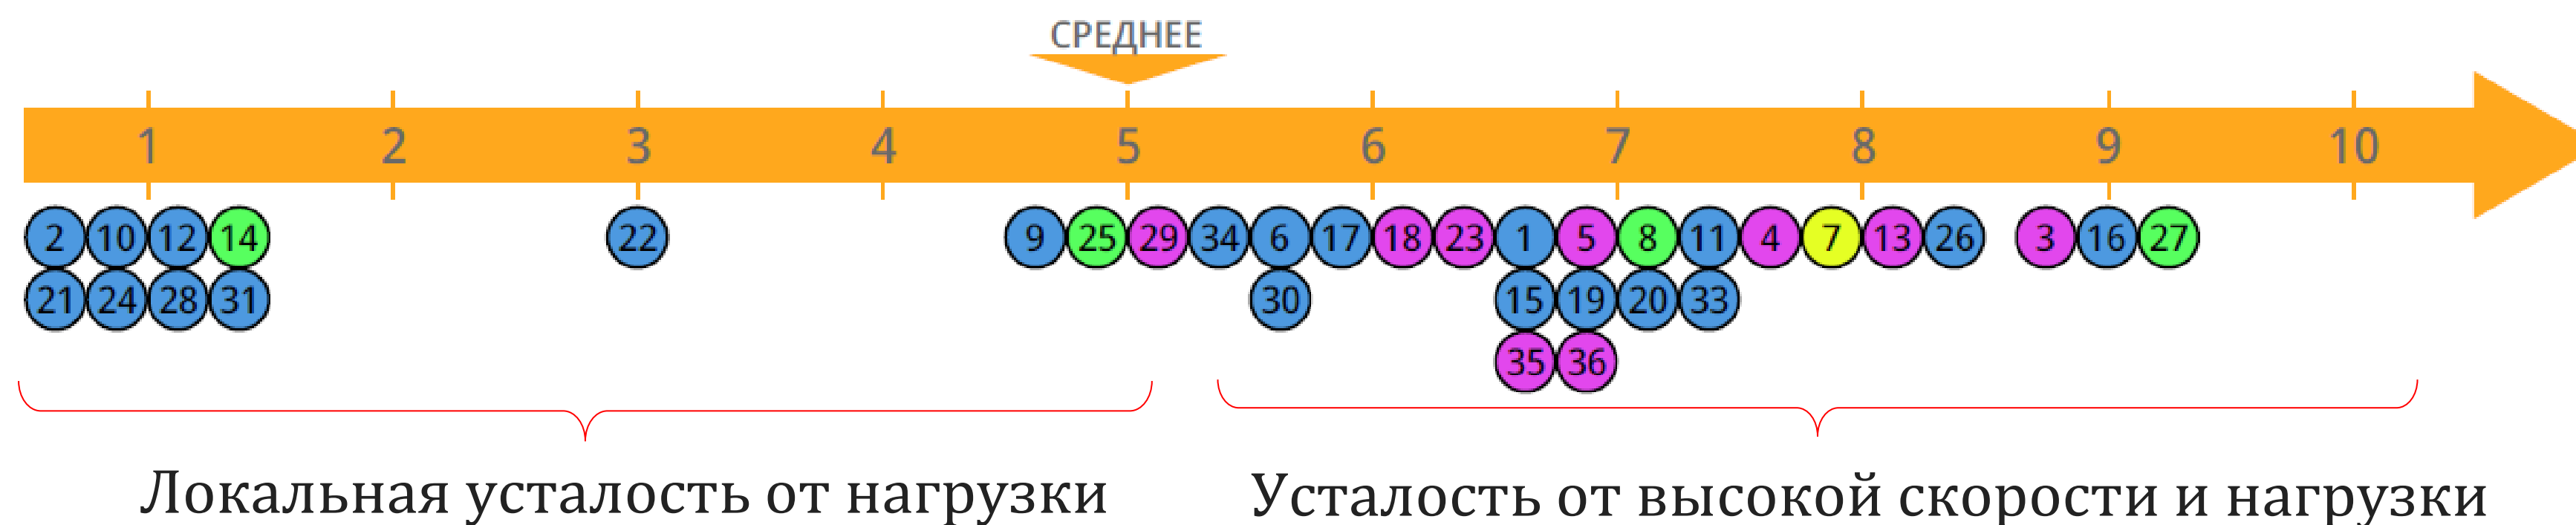 СРЕДНЕЕ
1 2 3 4 5 6 7 8 9 10
2 10 12 14 22 9 25 29 34 6 17 18 23 1 5 8 11 4 7 13 26 3 16 27
21 24 28 31 30 15 19 20 33
35 36
Локальная усталость от нагрузки Усталость от высокой скорости и нагрузки